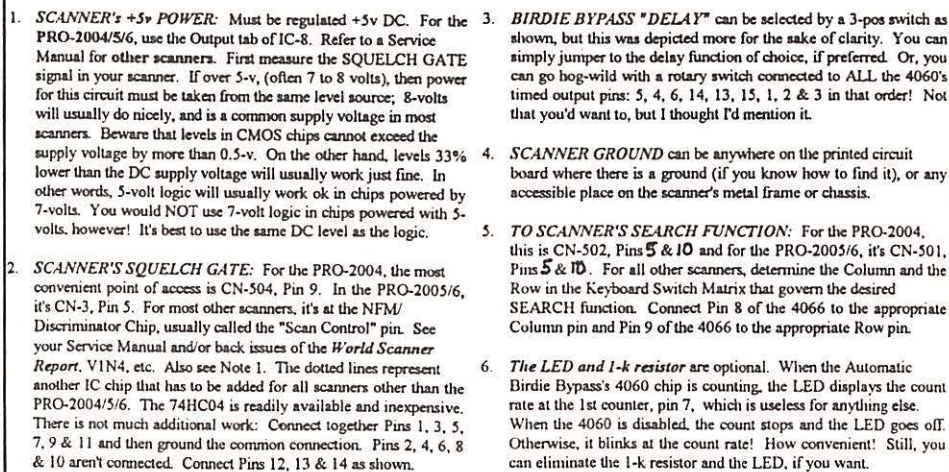 1. SCANNER's +5v POWER: Must be regulated +5v DC. For the
PRO-2004/5/6, use the Output tab of IC-8. Refer to a Service
Manual for other scanners. First measure the SQUELCH GATE
signal in your scanner. If over 5-v, (often 7 to 8 volts), then power
for this circuit must be taken from the same level source; 8-volts
will usually do nicely, and is a common supply voltage in most
scanners. Beware that levels in CMOS chips cannot exceed the
supply voltage by more than 0.5-v. On the other hand, levels 33%
lower than the DC supply voltage will usually work just fine. In
other words, 5-volt logic will usually work ok in chips powered by
7-volts. You would NOT use 7-volt logic in chips powered with 5-
volts, however! It's best to use the same DC level as the logic.
2. SCANNER'S SQUELCH GATE: For the PRO-2004, the most
convenient point of access is CN-504, Pin 9. In the PRO-2005/6,
it's CN-3, Pin 5. For most other scanners, it's at the NFM/
Discriminator Chip, usually called the "Scan Control" pin. See
your Service Manual and/or back issues of the World Scanner
Report, V1N4, etc. Also see Note 1. The dotted lines represent
another IC chip that has to be added for all scanners other than the
PRO-2004/5/6. The 74HC04 is readily available and inexpensive.
There is not much additional work: Connect together Pins 1, 3, 5,
7, 9 & 11 and then ground the common connection. Pins 2, 4, 6, 8
& 10 aren't connected. Connect Pins 12, 13 & 14 as shown.
3. BIRDIE BYPASS "DELAY" can be selected by a 3-pos switch as
shown, but this was depicted more for the sake of clarity. You can
simply jumper to the delay function of choice, if preferred. Or, you
can go hog-wild with a rotary switch connected to ALL the 4060's
timed output pins: 5, 4, 6, 14, 13, 15, 1, 2 & 3 in that order! Not
that you'd want to, but I thought I'd mention it.
4. SCANNER GROUND can be anywhere on the printed circuit
board where there is a ground (if you know how to find it), or any
accessible place on the scanner's metal frame or chassis.
5. TO SCANNER'S SEARCH FUNCTION: For the PRO-2004,
this is CN-502, Pins 5 & 10 and for the PRO-2005/6, it's CN-501,
Pins 5 & 10. For all other scanners, determine the Column and the
Row in the Keyboard Switch Matrix that govern the desired
SEARCH function. Connect Pin 8 of the 4066 to the appropriate
Column pin and Pin 9 of the 4066 to the appropriate Row pin.
6. The LED and 1-k resistor are optional. When the Automatic
Birdie Bypass's 4060 chip is counting, the LED displays the count
rate at the 1st counter, pin 7, which is useless for anything else.
When the 4060 is disabled, the count stops and the LED goes off.
Otherwise, it blinks at the count rate! How convenient! Still, you
can eliminate the 1-k resistor and the LED, if you want.